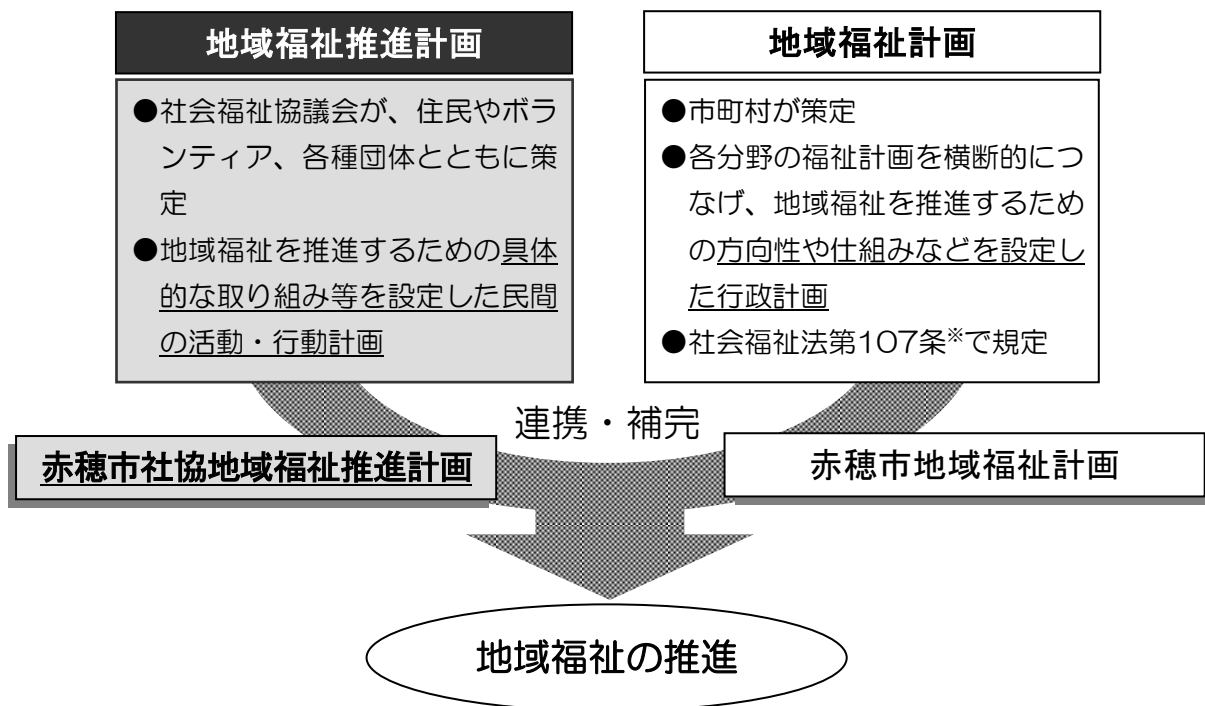 地域福祉推進計画
●社会福祉協議会が、住民やボラ
ンティア、各種団体とともに策
定
●地域福祉を推進するための具体
的な取り組み等を設定した民間
の活動・行動計画
地域福祉計画
●市町村が策定
●各分野の福祉計画を横断的につ
なげ、地域福祉を推進するため
の方向性や仕組みなどを設定し
た行政計画
●社会福祉法第107条※で規定
連携・補完
赤穂市社協地域福祉推進計画
赤穂市地域福祉計画
地域福祉の推進